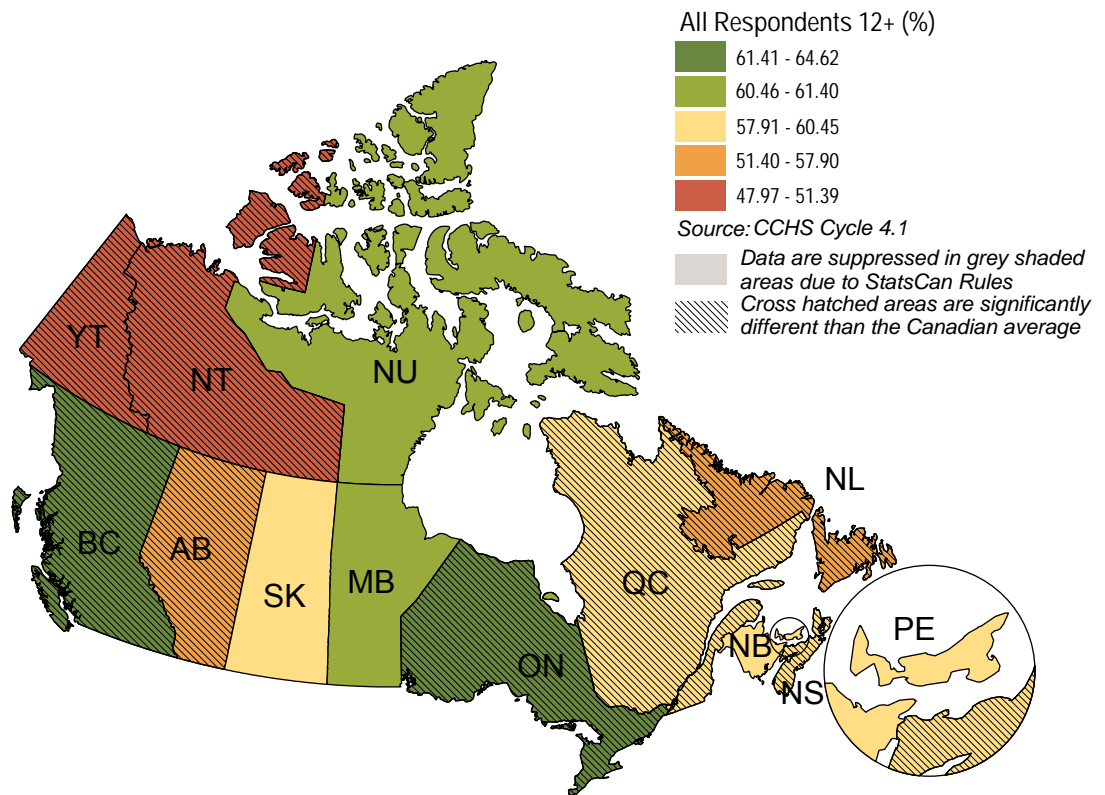 All Respondents 12+ (%)
61.41 - 64.62
60.46 - 61.40
57.91 - 60.45
51.40 - 57.90
47.97 - 51.39
Source: CCHS Cycle 4.1
Data are suppressed in grey shaded
areas due to StatsCan Rules
Cross hatched areas are significantly
different than the Canadian average
YT
NT
NU
BC
AB
SK
MB
ON
QC
NL
NB
NS
PE